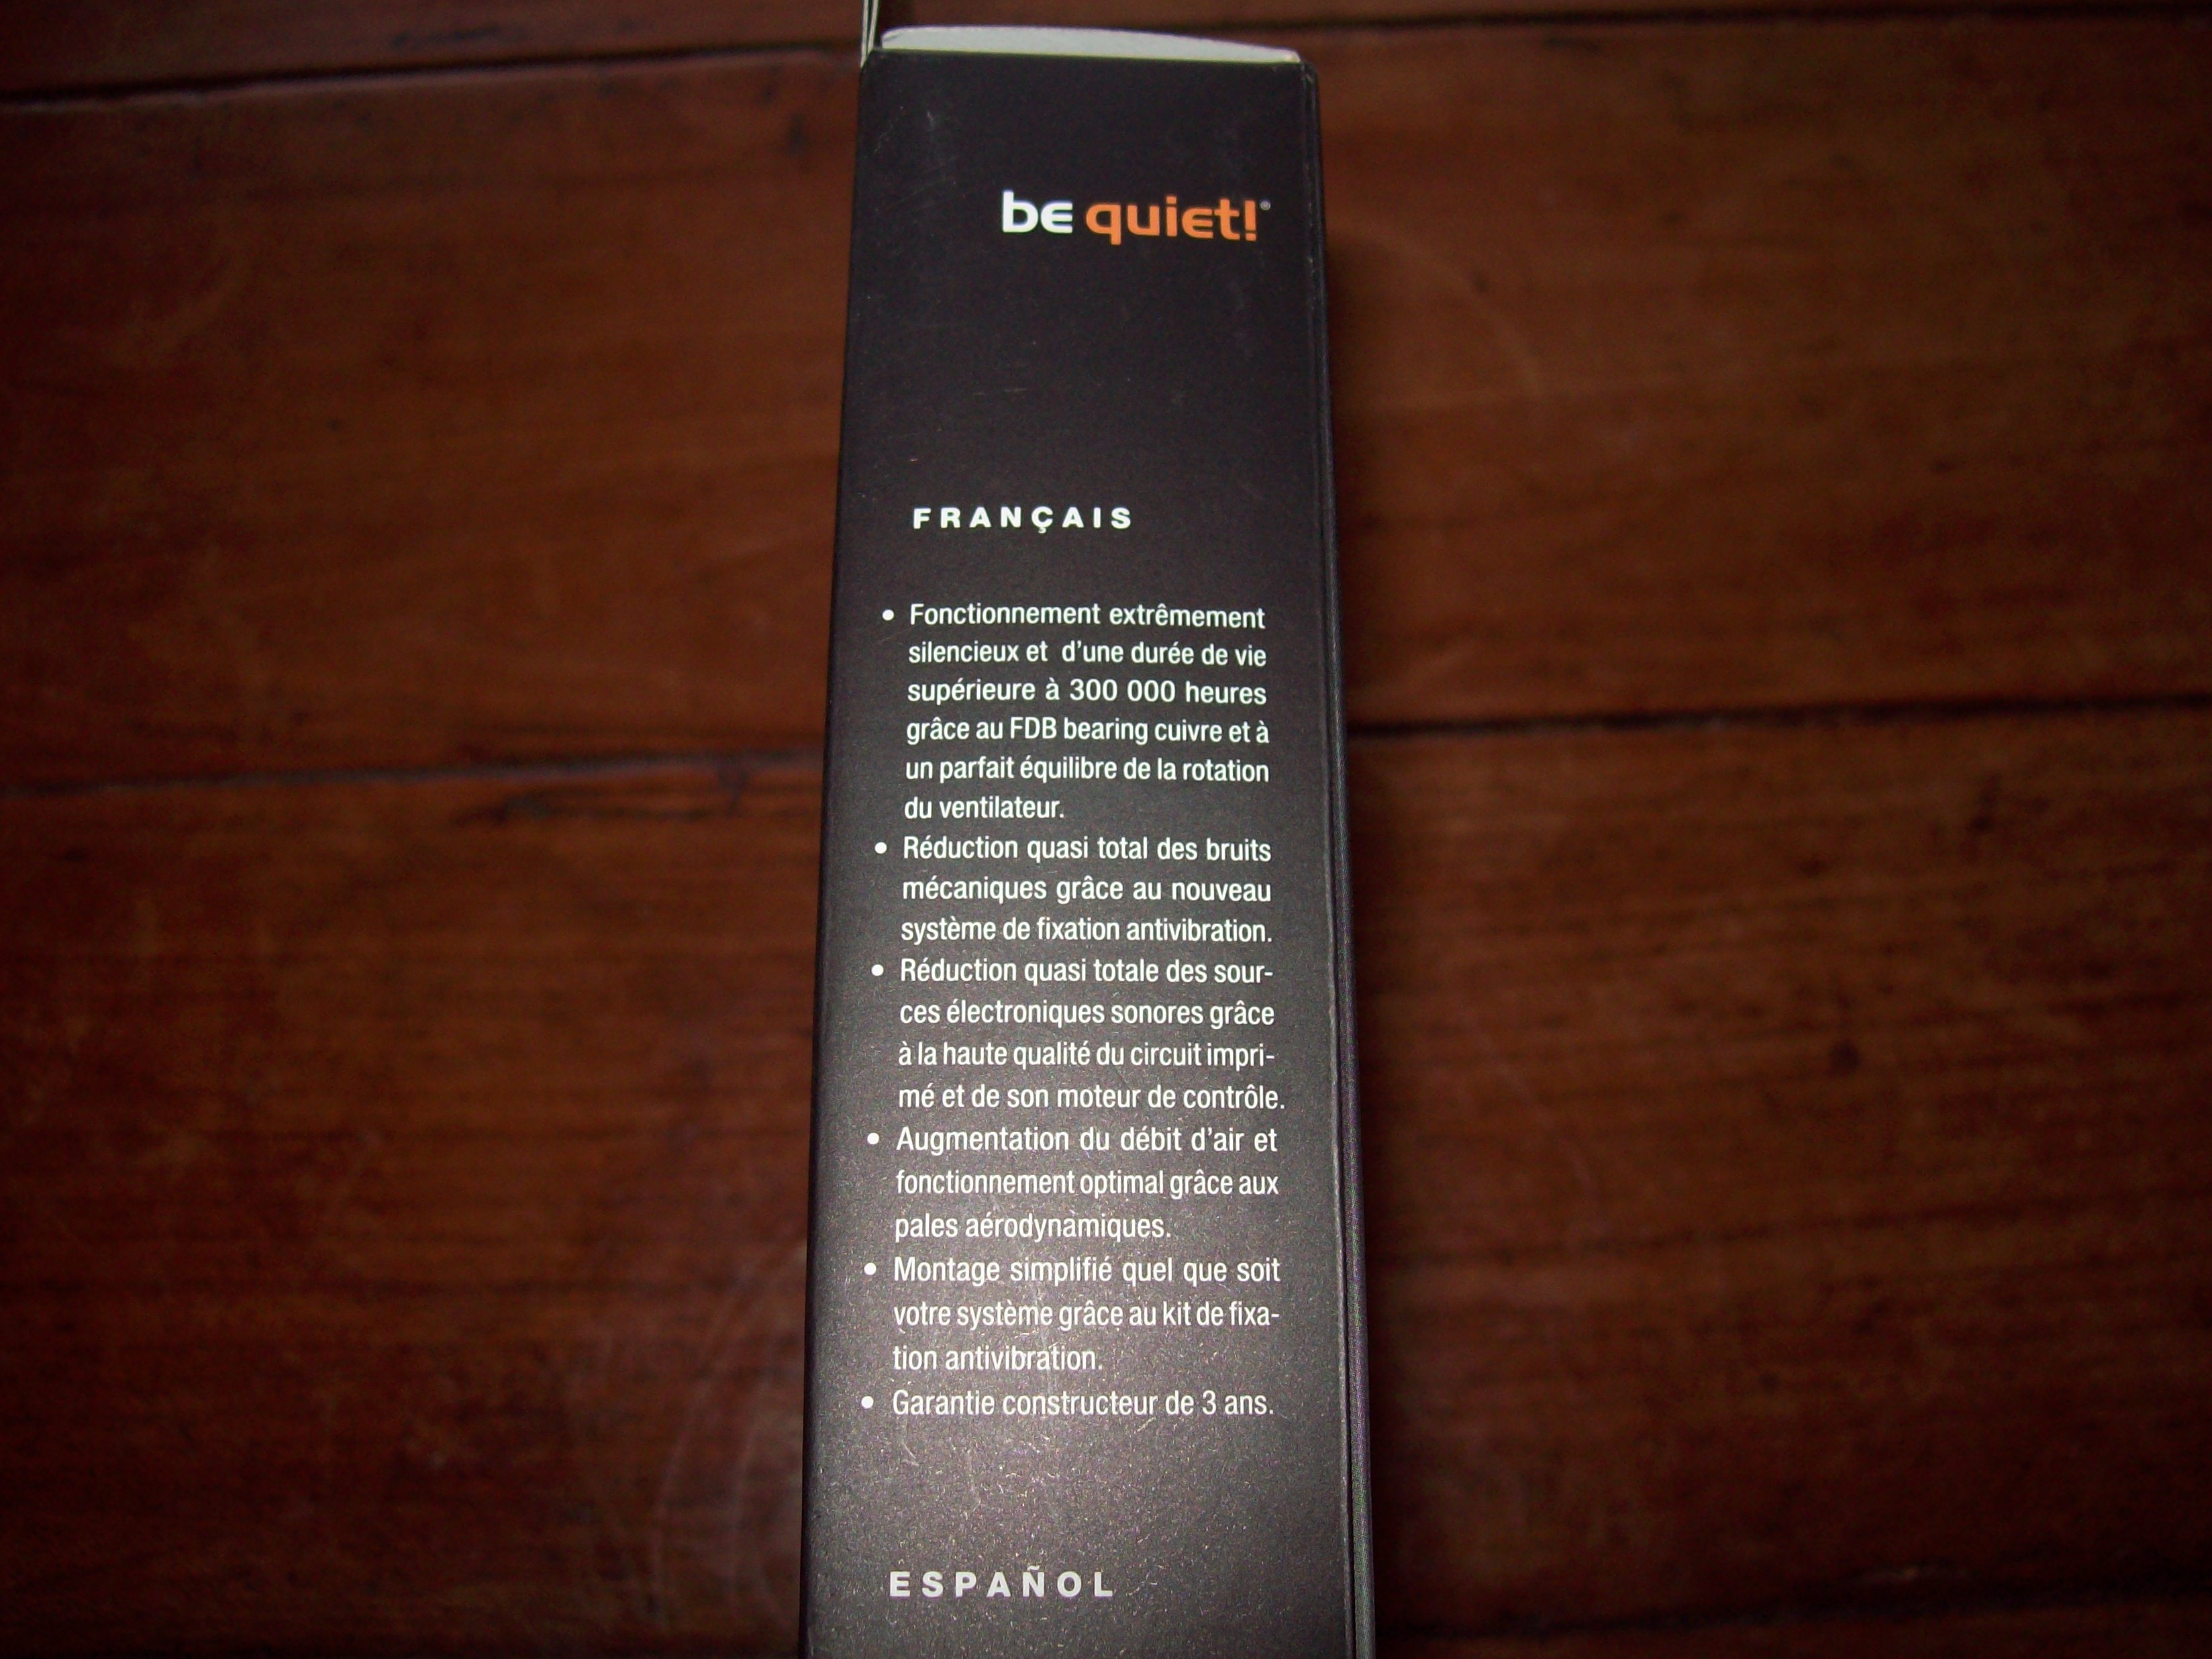 be quiet!®
FRANÇAIS
• Fonctionnement extrêmement
silencieux et d'une durée de vie
supérieure à 300 000 heures
grâce au FDB bearing cuivre et à
un parfait équilibre de la rotation
du ventilateur.
• Réduction quasi total des bruits
mécaniques grâce au nouveau
système de fixation antivibration.
• Réduction quasi totale des sour-
ces électroniques sonores grâce
à la haute qualité du circuit impri-
mé et de son moteur de contrôle.
• Augmentation du débit d'air et
fonctionnement optimal grâce aux
pales aérodynamiques.
• Montage simplifié quel que soit
votre système grâce au kit de fixa-
tion antivibration.
• Garantie constructeur de 3 ans.
ESPAÑOL